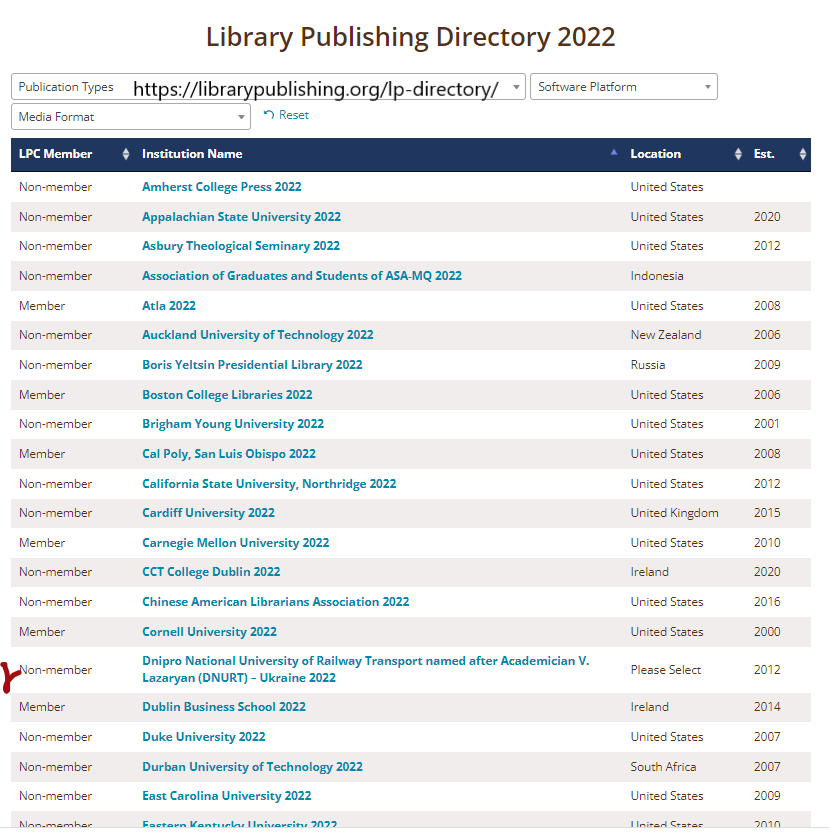 Library Publishing Directory 2022
Publication Types https://librarypublishing.org/lp-directory/ Software Platform
Media Format Reset
LPC Member Institution Name Location Est.
Non-member Amherst College Press 2022 United States
Non-member Appalachian State University 2022 United States 2020
Non-member Asbury Theological Seminary 2022 United States 2012
Non-member Association of Graduates and Students of ASA-MQ 2022 Indonesia
Member Atla 2022 United States 2008
Non-member Auckland University of Technology 2022 New Zealand 2006
Non-member Boris Yeltsin Presidential Library 2022 Russia 2009
Member Boston College Libraries 2022 United States 2006
Non-member Brigham Young University 2022 United States 2001
Member Cal Poly, San Luis Obispo 2022 United States 2008
Non-member California State University, Northridge 2022 United States 2012
Non-member Cardiff University 2022 United Kingdom 2015
Member Carnegie Mellon University 2022 United States 2010
Non-member CCT College Dublin 2022 Ireland 2020
Non-member Chinese American Librarians Association 2022 United States 2016
Member Cornell University 2022 United States 2000
Non-member Dnipro National University of Railway Transport named after Academician V. Please Select 2012
Lazaryan (DNURT) – Ukraine 2022
Member Dublin Business School 2022 Ireland 2014
Non-member Duke University 2022 United States 2007
Non-member Durban University of Technology 2022 South Africa 2007
Non-member East Carolina University 2022 United States 2009
Non-member Eastern Kentucky University 2022 United States 2010